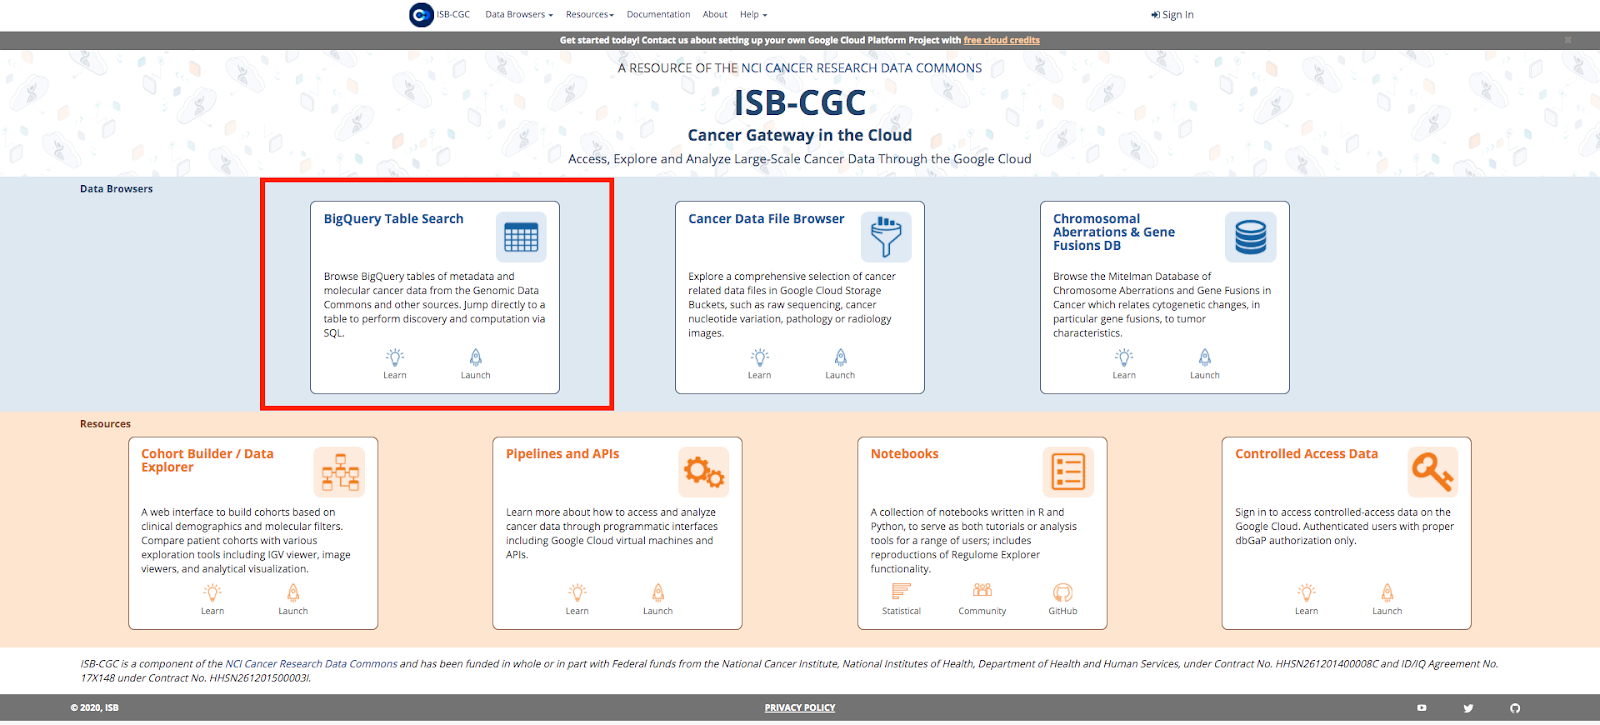 ISB-CGC Data Browsers Resources Documentation About Help Sign In
Get started today! Contact us about setting up your own Google Cloud Platform Project with free cloud credits
A RESOURCE OF THE NCI CANCER RESEARCH DATA COMMONS
ISB-CGC
Cancer Gateway in the Cloud
Access, Explore and Analyze Large-Scale Cancer Data Through the Google Cloud
Data Browsers
BigQuery Table Search
Browse BigQuery tables of metadata and
molecular cancer data from the Genomic Data
Commons and other sources. Jump directly to a
table to perform discovery and computation via
SQL.
Learn Launch
Cancer Data File Browser
Explore a comprehensive selection of cancer
related data files in Google Cloud Storage
Buckets, such as raw sequencing, cancer
nucleotide variation, pathology or radiology
images.
Learn Launch
Chromosomal
Aberrations & Gene
Fusions DB
Browse the Mitelman Database of
Chromosome Aberrations and Gene Fusions in
Cancer which relates cytogenetic changes, in
particular gene fusions, to tumor
characteristics.
Learn Launch
Resources
Cohort Builder / Data
Explorer
A web interface to build cohorts based on
clinical demographics and molecular filters.
Compare patient cohorts with various
exploration tools including IGV viewer, image
viewers, and analytical visualization.
Learn Launch
Pipelines and APIs
Learn more about how to access and analyze
cancer data through programmatic interfaces
including Google Cloud virtual machines and
APIs.
Learn Launch
Notebooks
A collection of notebooks written in R and
Python, to serve as both tutorials or analysis
tools for a range of users; includes
reproductions of Regulome Explorer
functionality.
Statistical Community GitHub
Controlled Access Data
Sign in to access controlled-access data on the
Google Cloud. Authenticated users with proper
dbGaP authorization only.
Learn Launch
ISB-CGC is a component of the NCI Cancer Research Data Commons and has been funded in whole or in part with Federal funds from the National Cancer Institute, National Institutes of Health, Department of Health and Human Services, under Contract No. HHSN261201400008C and ID/IQ Agreement No.
17X148 under Contract No. HHSN261201500003I.
© 2020, ISB PRIVACY POLICY